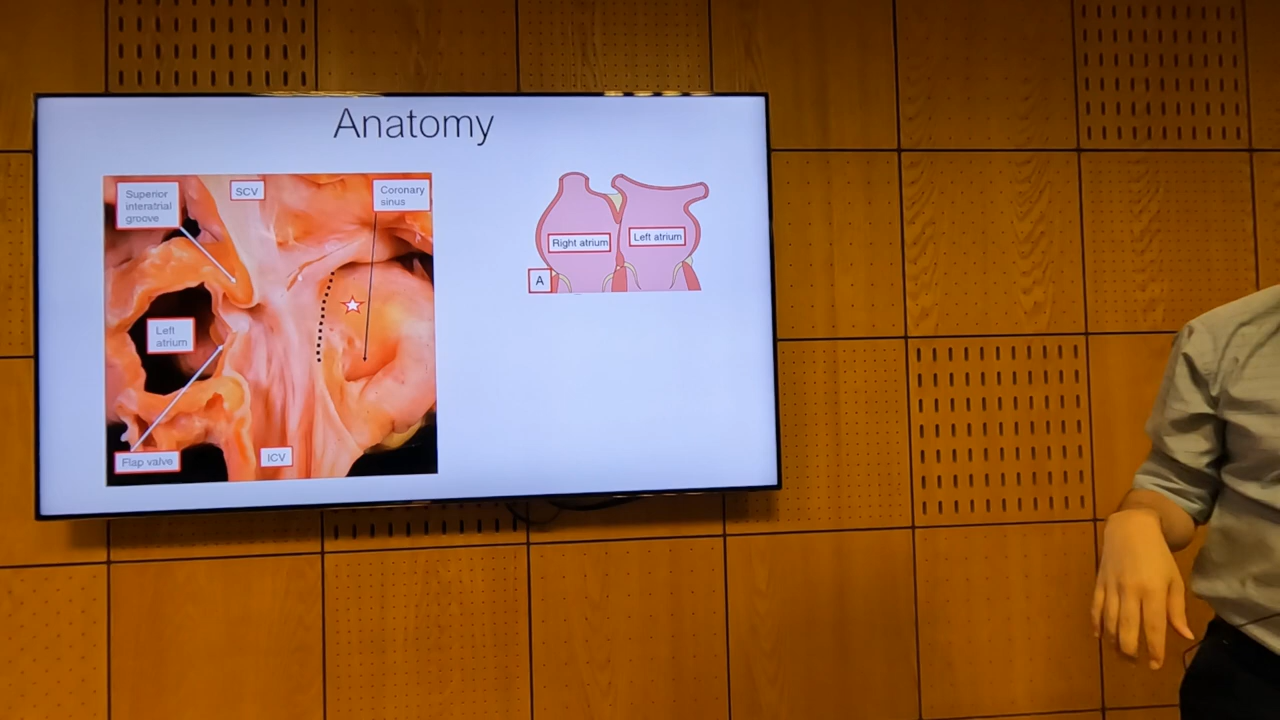 Anatomy
Superior
interatrial
groove
SCV
Coronary
sinus
Left
atrium
Flap valve
ICV
Right atrium
Left atrium
A